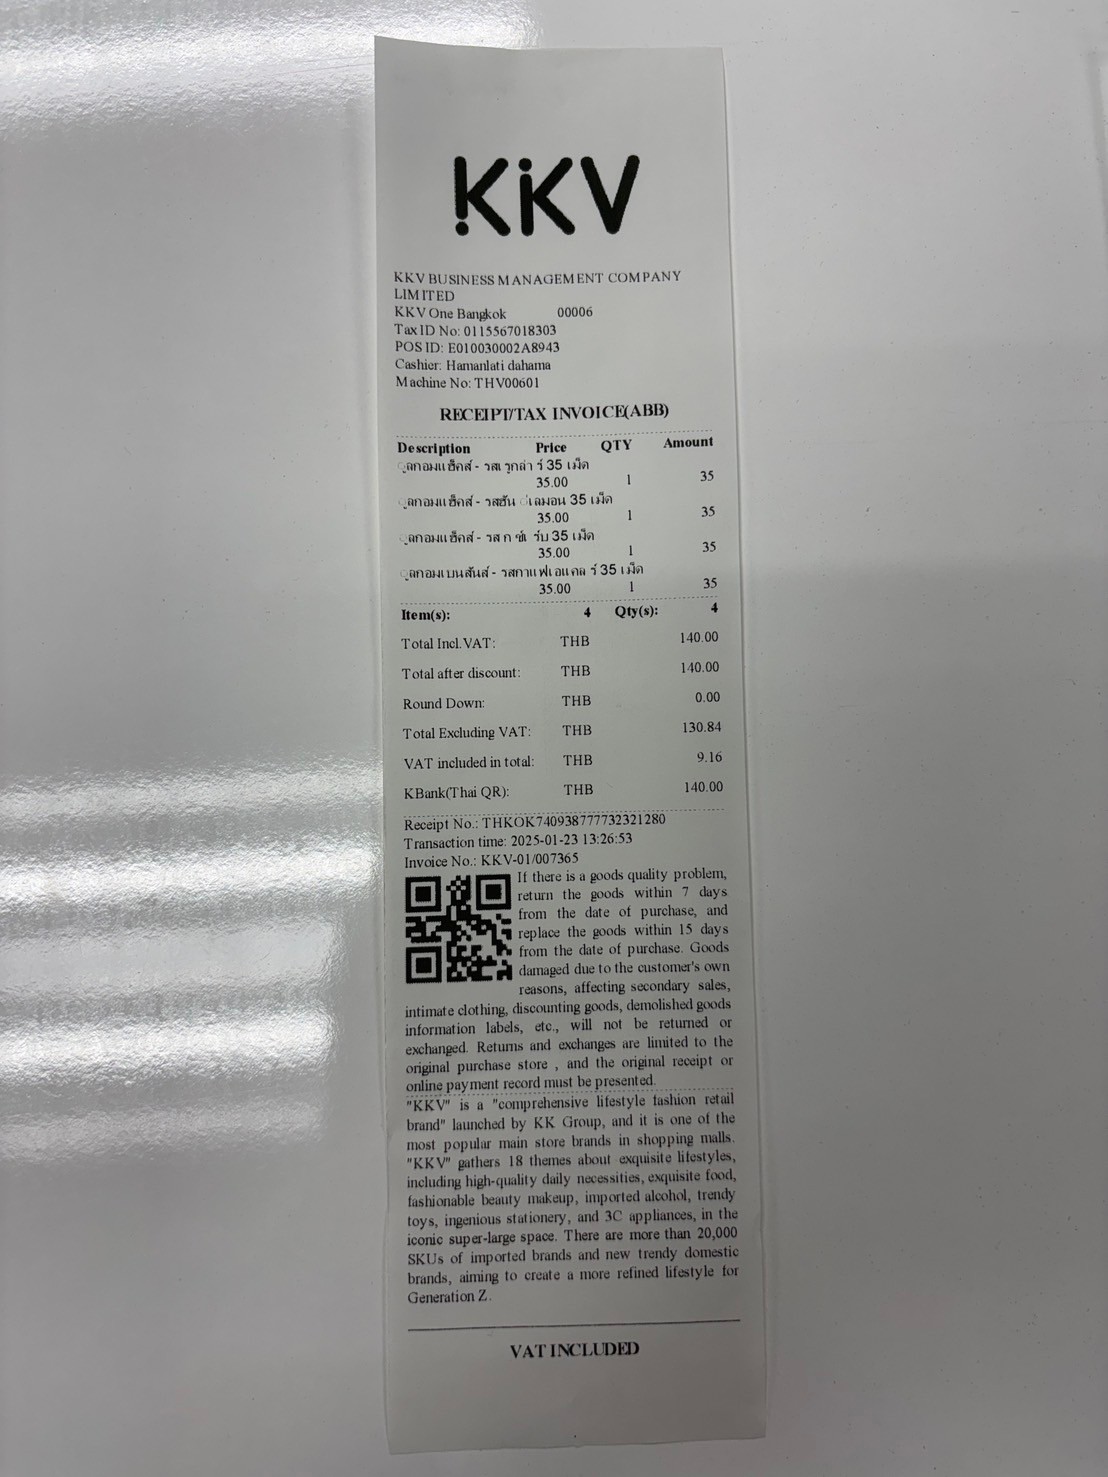 KKV
KKV BUSINESS MANAGEMENT COMPANY
LIMITED
KKV One Bangkok 00006
Tax ID No: 0115567018303
POS ID: E010030002A8943
Cashier: Hamanlati dahama
Machine No: THV00601
RECEIPT/TAX INVOICE(ABB)
Description Price QTY Amount
ูลกอมแฮ็คส์ - รสเ 35 เม็ด
35.00 1 35
ูลกอมแฮ็คส์ - รสฮัน ่เลมอน 35 เม็ด
35.00 1 35
ูลกอมแฮ็คส์ - รส 35 เม็ด
35.00 1 35
ูลกอมเบนสันส์ - รสกาแฟเอแคล ร์ 35 เม็ด
35.00 1 35
Item(s): 4 Qty(s): 4
Total Incl.VAT: THB 140.00
Total after discount: THB 140.00
Round Down: THB 0.00
Total Excluding VAT: THB 130.84
VAT included in total: THB 9.16
KBank(Thai QR): THB 140.00
Receipt No.: THKOK740938777732321280
Transaction time: 2025-01-23 13:26:53
Invoice No.: KKV-01/007365
If there is a goods quality problem,
return the goods within 7 days
from the date of purchase, and
replace the goods within 15 days
from the date of purchase. Goods
damaged due to the customer's own
reasons, affecting secondary sales,
intimate clothing, discounting goods, demolished goods
information labels, etc., will not be returned or
exchanged. Returns and exchanges are limited to the
original purchase store , and the original receipt or
online payment record must be presented.
"KKV" is a "comprehensive lifestyle fashion retail
brand" launched by KK Group, and it is one of the
most popular main store brands in shopping malls.
"KKV" gathers 18 themes about exquisite lifestyles,
including high-quality daily necessities, exquisite food,
fashionable beauty makeup, imported alcohol, trendy
toys, ingenious stationery, and 3C appliances, in the
iconic super-large space. There are more than 20,000
SKUs of imported brands and new trendy domestic
brands, aiming to create a more refined lifestyle for
Generation Z.
VAT INCLUDED